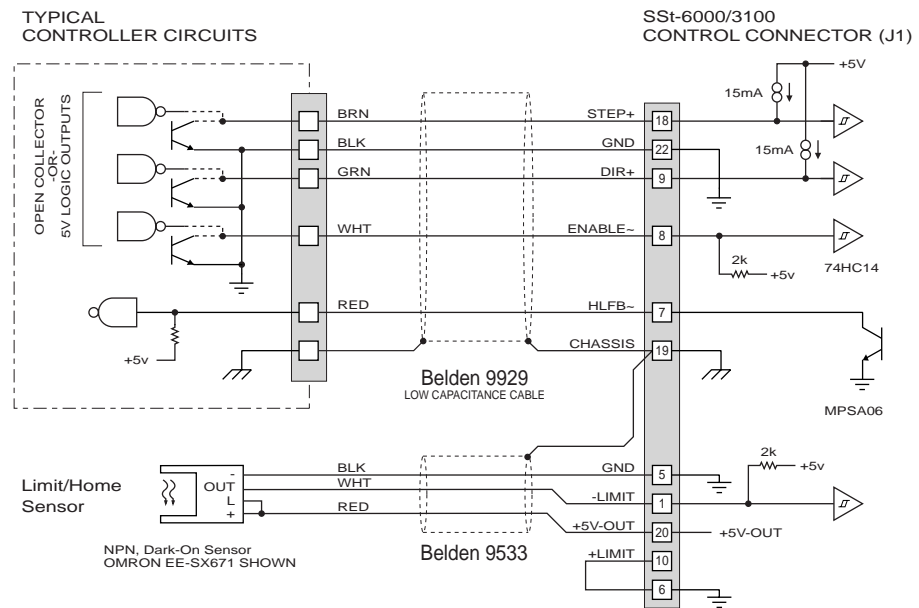 TYPICAL
CONTROLLER CIRCUITS
SSt-6000/3100
CONTROL CONNECTOR (J1)
OPEN COLLECTOR
-OR-
5V LOGIC OUTPUTS
+5V
15mA
BRN
STEP+
18
BLK
GND
22
15mA
GRN
DIR+
9
WHT
ENABLE~
8
2k
+5v
74HC14
RED
HLFB~
7
+5v
CHASSIS
19
MPSA06
Belden 9929
LOW CAPACITANCE CABLE
Limit/Home
Sensor
-
OUT
L
+
BLK
GND
5
2k
+5v
WHT
-LIMIT
1
RED
+5V-OUT
20
+5V-OUT
+LIMIT
10
6
Belden 9533
NPN, Dark-On Sensor
OMRON EE-SX671 SHOWN